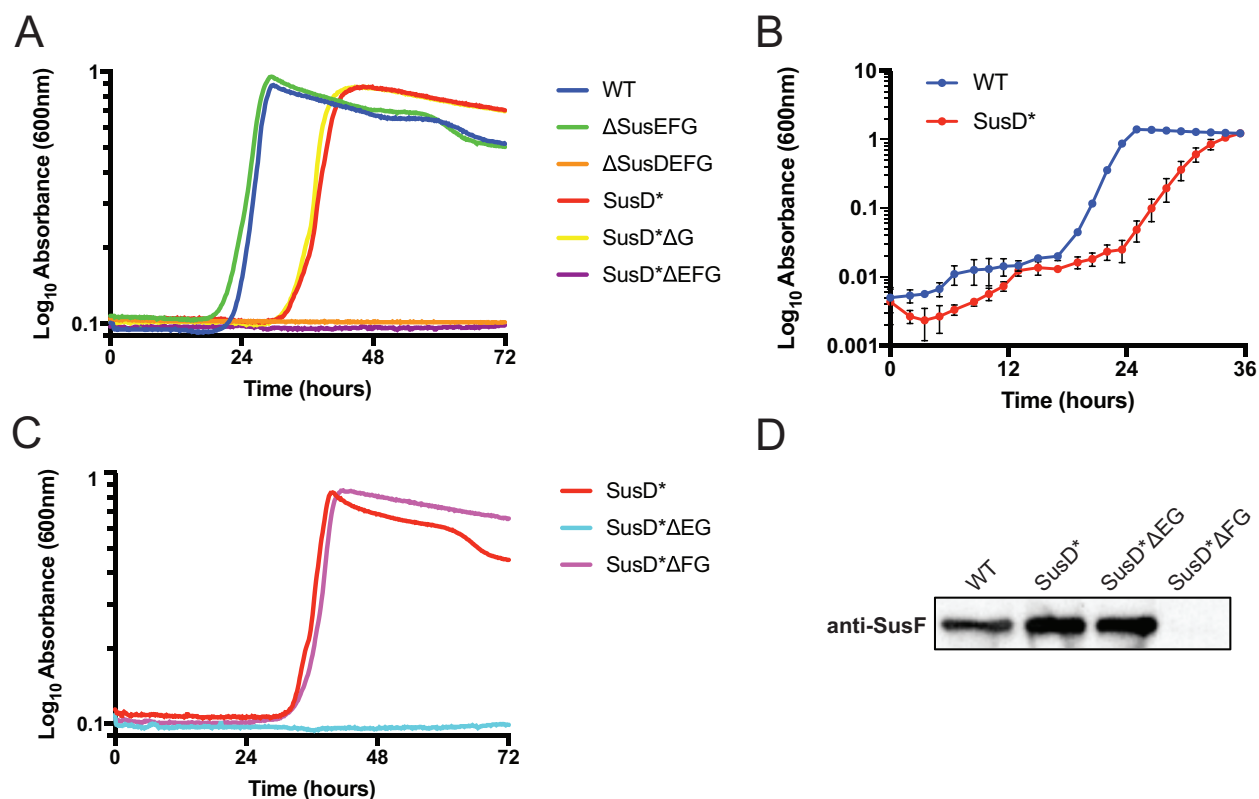 A
Log10 Absorbance (600nm)
1
0.1
0 24 48 72
Time (hours)
WT
ΔSusEFG
ΔSusDEFG
SusD*
SusD*ΔG
SusD*ΔEFG
B
Log10 Absorbance (600nm)
10
1
0.1
0.01
0.001
0 12 24 36
Time (hours)
WT
SusD*
C
Log10 Absorbance (600nm)
1
0.1
0 24 48 72
Time (hours)
SusD*
SusD*ΔEG
SusD*ΔFG
D
WT SusD* SusD*ΔEG SusD*ΔFG
anti-SusF